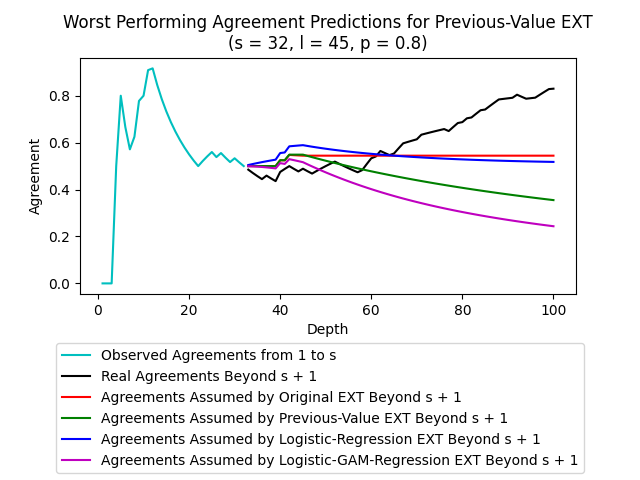 Worst Performing Agreement Predictions for Previous-Value EXT
(s = 32, l = 45, p = 0.8)
0.8
0.6
0.4
0.2
0.0
Agreement
0 20 40 60 80 100
Depth
Observed Agreements from 1 to s
Real Agreements Beyond s + 1
Agreements Assumed by Original EXT Beyond s + 1
Agreements Assumed by Previous-Value EXT Beyond s + 1
Agreements Assumed by Logistic-Regression EXT Beyond s + 1
Agreements Assumed by Logistic-GAM-Regression EXT Beyond s + 1